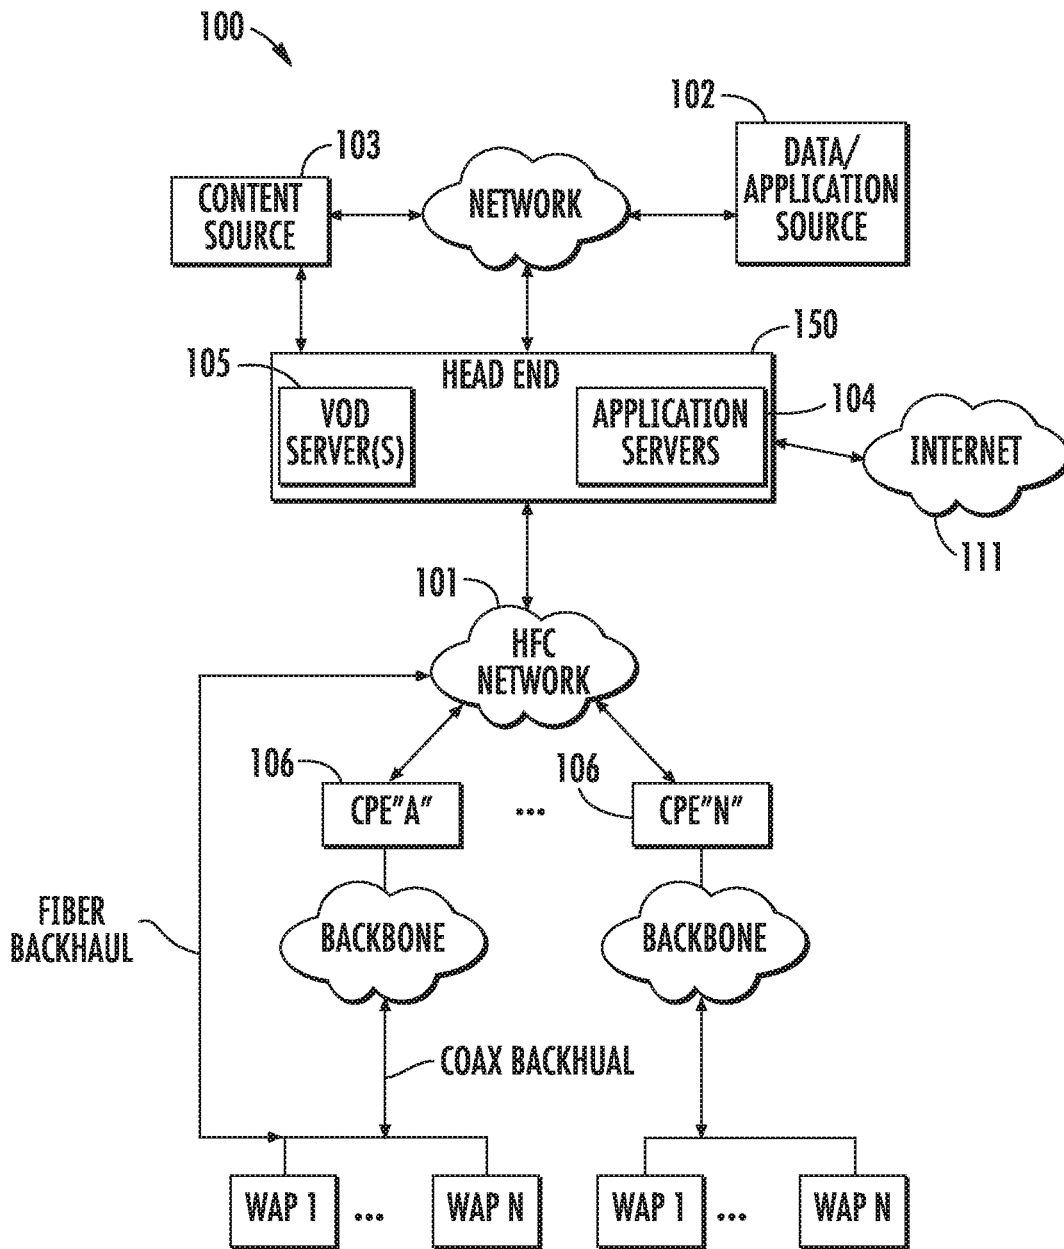 100
102
103
DATA/
APPLICATION
SOURCE
CONTENT
SOURCE
NETWORK
150
105
HEAD END
VOD
SERVER(S)
APPLICATION
SERVERS
104
INTERNET
111
101
HFC
NETWORK
106
CPE"A"
...
106
CPE"N"
FIBER
BACKHAUL
BACKBONE
BACKBONE
COAX BACKHUAL
WAP 1
...
WAP N
WAP 1
...
WAP N